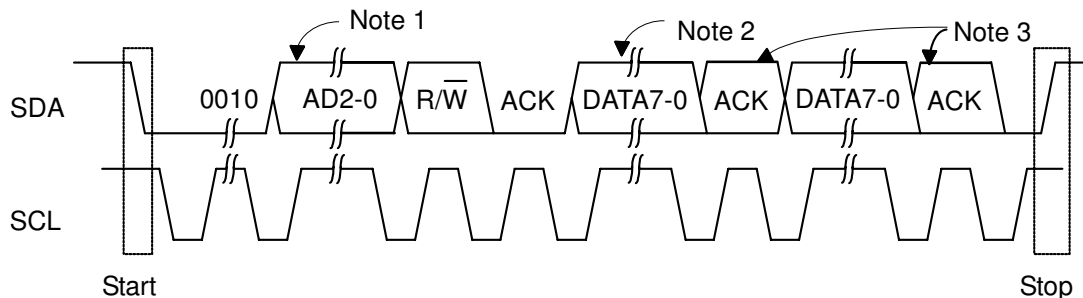 Note 1
Note 2
Note 3
SDA
0010
AD2-0
R/W̅
ACK
DATA7-0
ACK
DATA7-0
ACK
SCL
Start
Stop